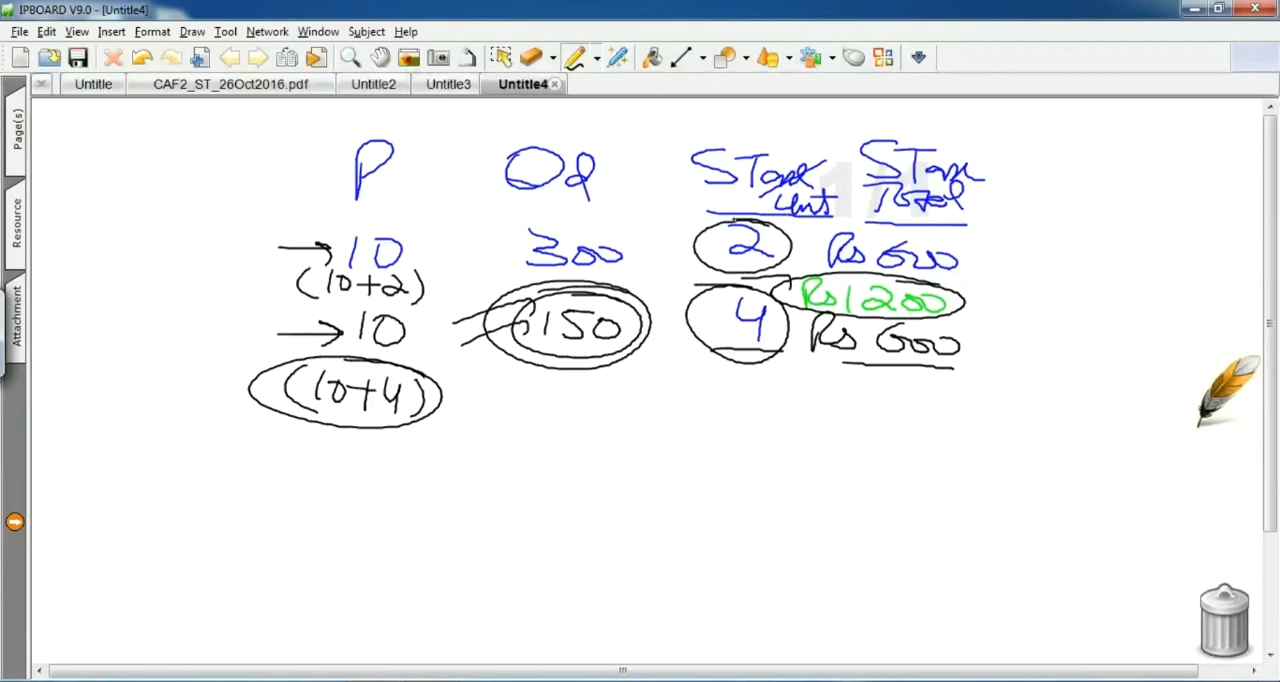 IPBOARD V9.0 - [Untitle4]
File Edit View Insert Format Draw Tool Network Window Subject Help
Untitle CAF2_ST_26Oct2016.pdf Untitle2 Untitle3 Untitle4
Page(s)
Resource
Attachment
P Qd STax unit STax Total
10 300 2 Rs 600
(10+2) Rs 1200
10 150 4 Rs 600
(10+4)